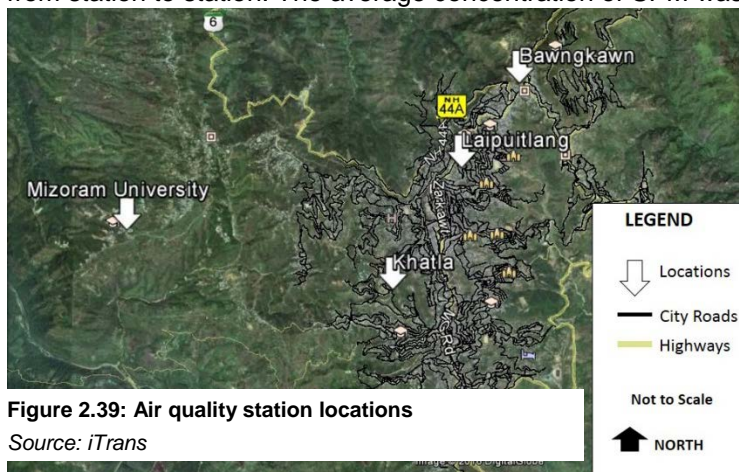 from station to station. The average concentration of SPM was
6
Bawngkawn
NH
44A
Laipuitlang
Mizoram University
Khatla
LEGEND
Locations
City Roads
Highways
Not to Scale
NORTH
Figure 2.39: Air quality station locations
Source: iTrans